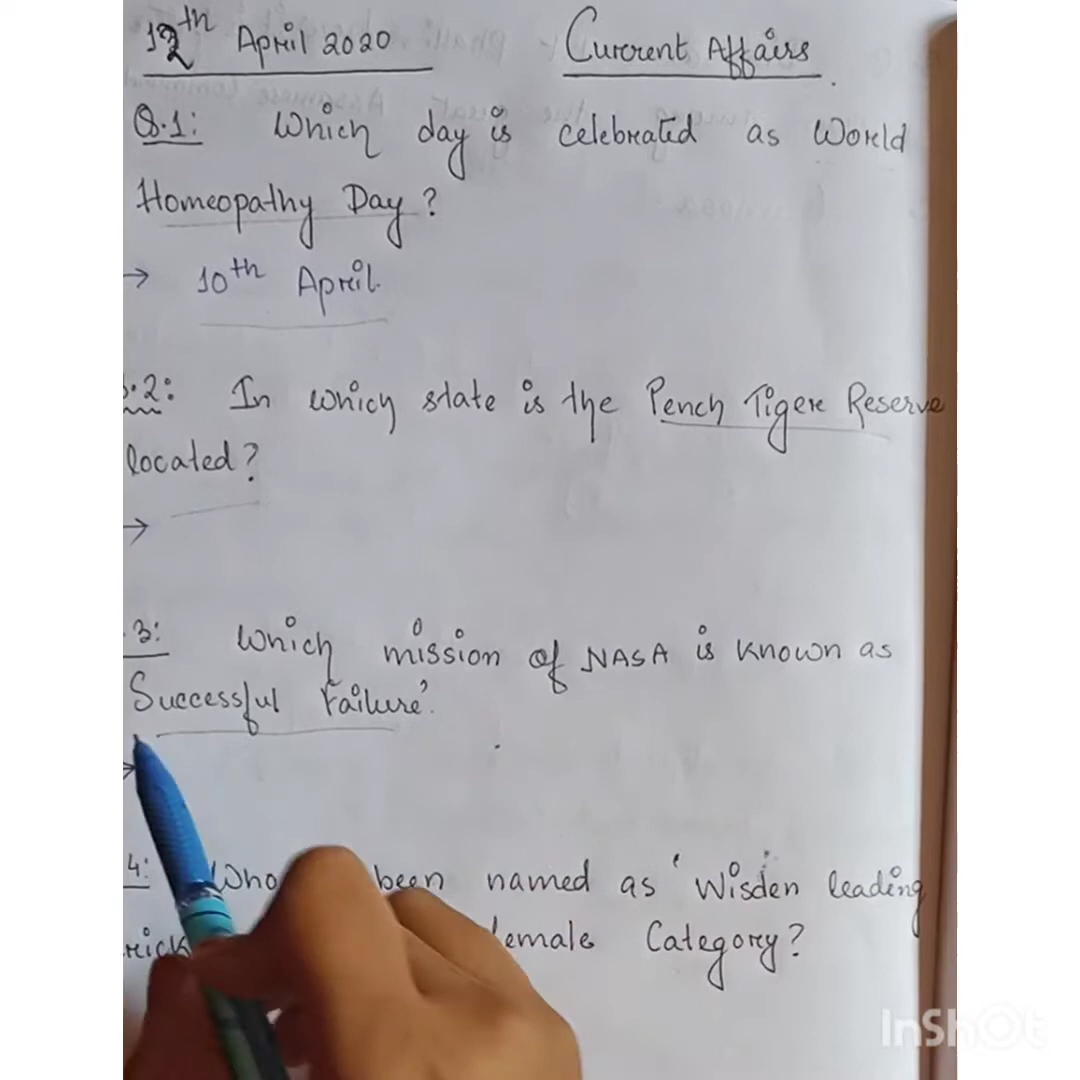 12th April 2020 Current Affairs
Q.1: Which day is celebrated as World
Homeopathy Day?
→ 10th April.
.2: In which state is the Pench Tiger Reserve
located?
→
.3: Which mission of NASA is known as
Successful Failure?
→
4: Who been named as 'Wisden leading
emale Category?
InShOt